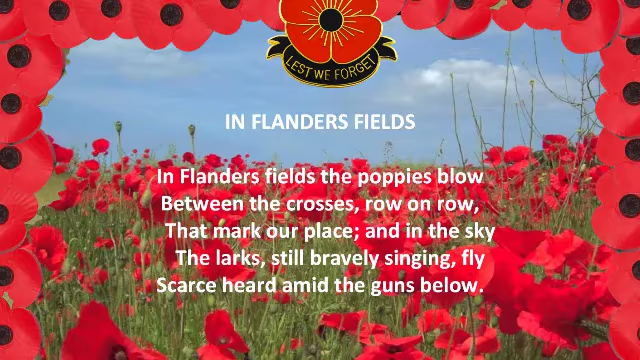 LEST WE FORGET
IN FLANDERS FIELDS
In Flanders fields the poppies blow
Between the crosses, row on row,
That mark our place; and in the sky
The larks, still bravely singing, fly
Scarce heard amid the guns below.